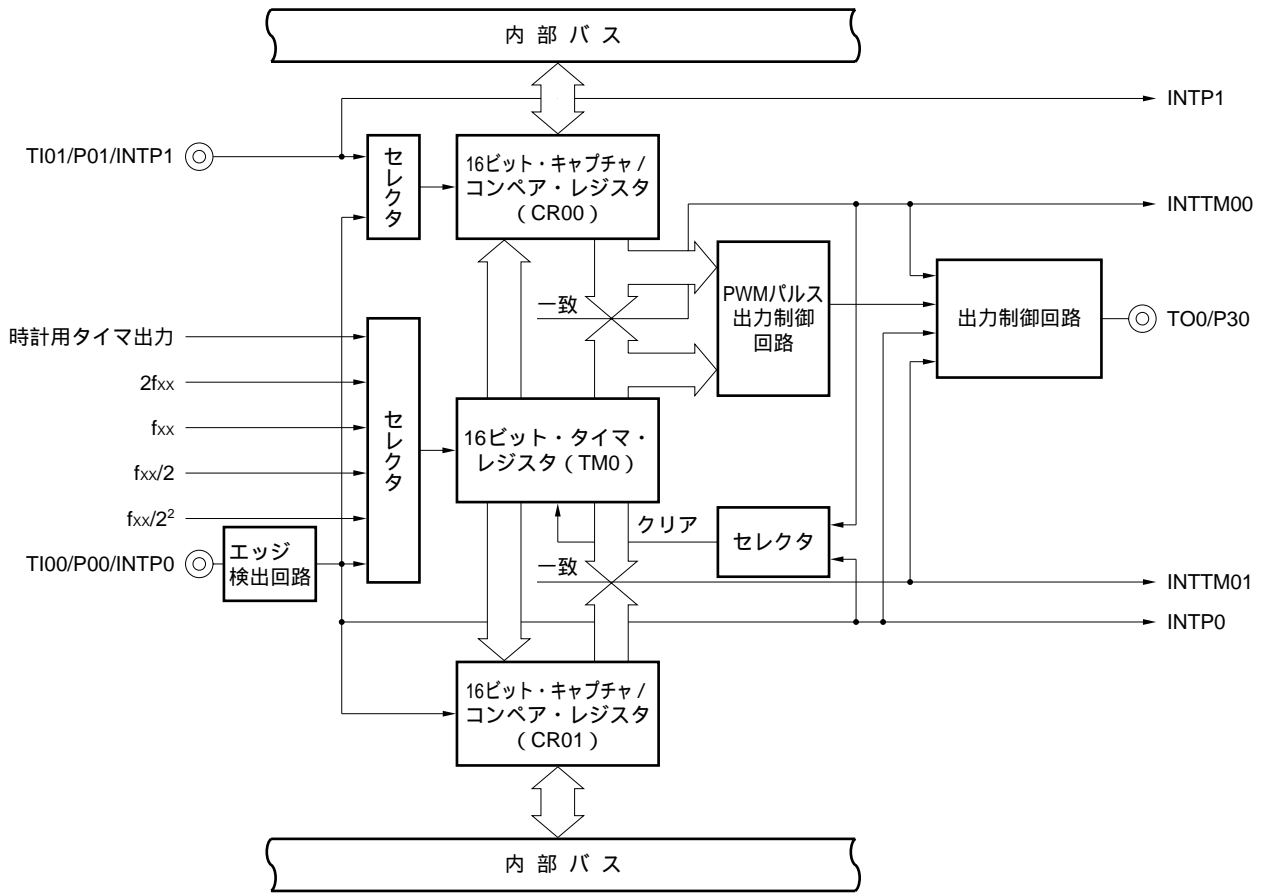 内部バス
INTP1
TI01/P01/INTP1
セレクタ
16ビット・キャプチャ/
コンペア・レジスタ
(CR00)
INTTM00
一致
PWMパルス
出力制御
回路
出力制御回路
TO0/P30
時計用タイマ出力
2fxx
fxx
fxx/2
fxx/2²
セレクタ
16ビット・タイマ・
レジスタ(TM0)
クリア
セレクタ
TI00/P00/INTP0
エッジ
検出回路
一致
INTTM01
INTP0
16ビット・キャプチャ/
コンペア・レジスタ
(CR01)
内部バス